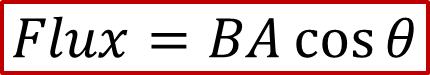 Flux = BA cos θ